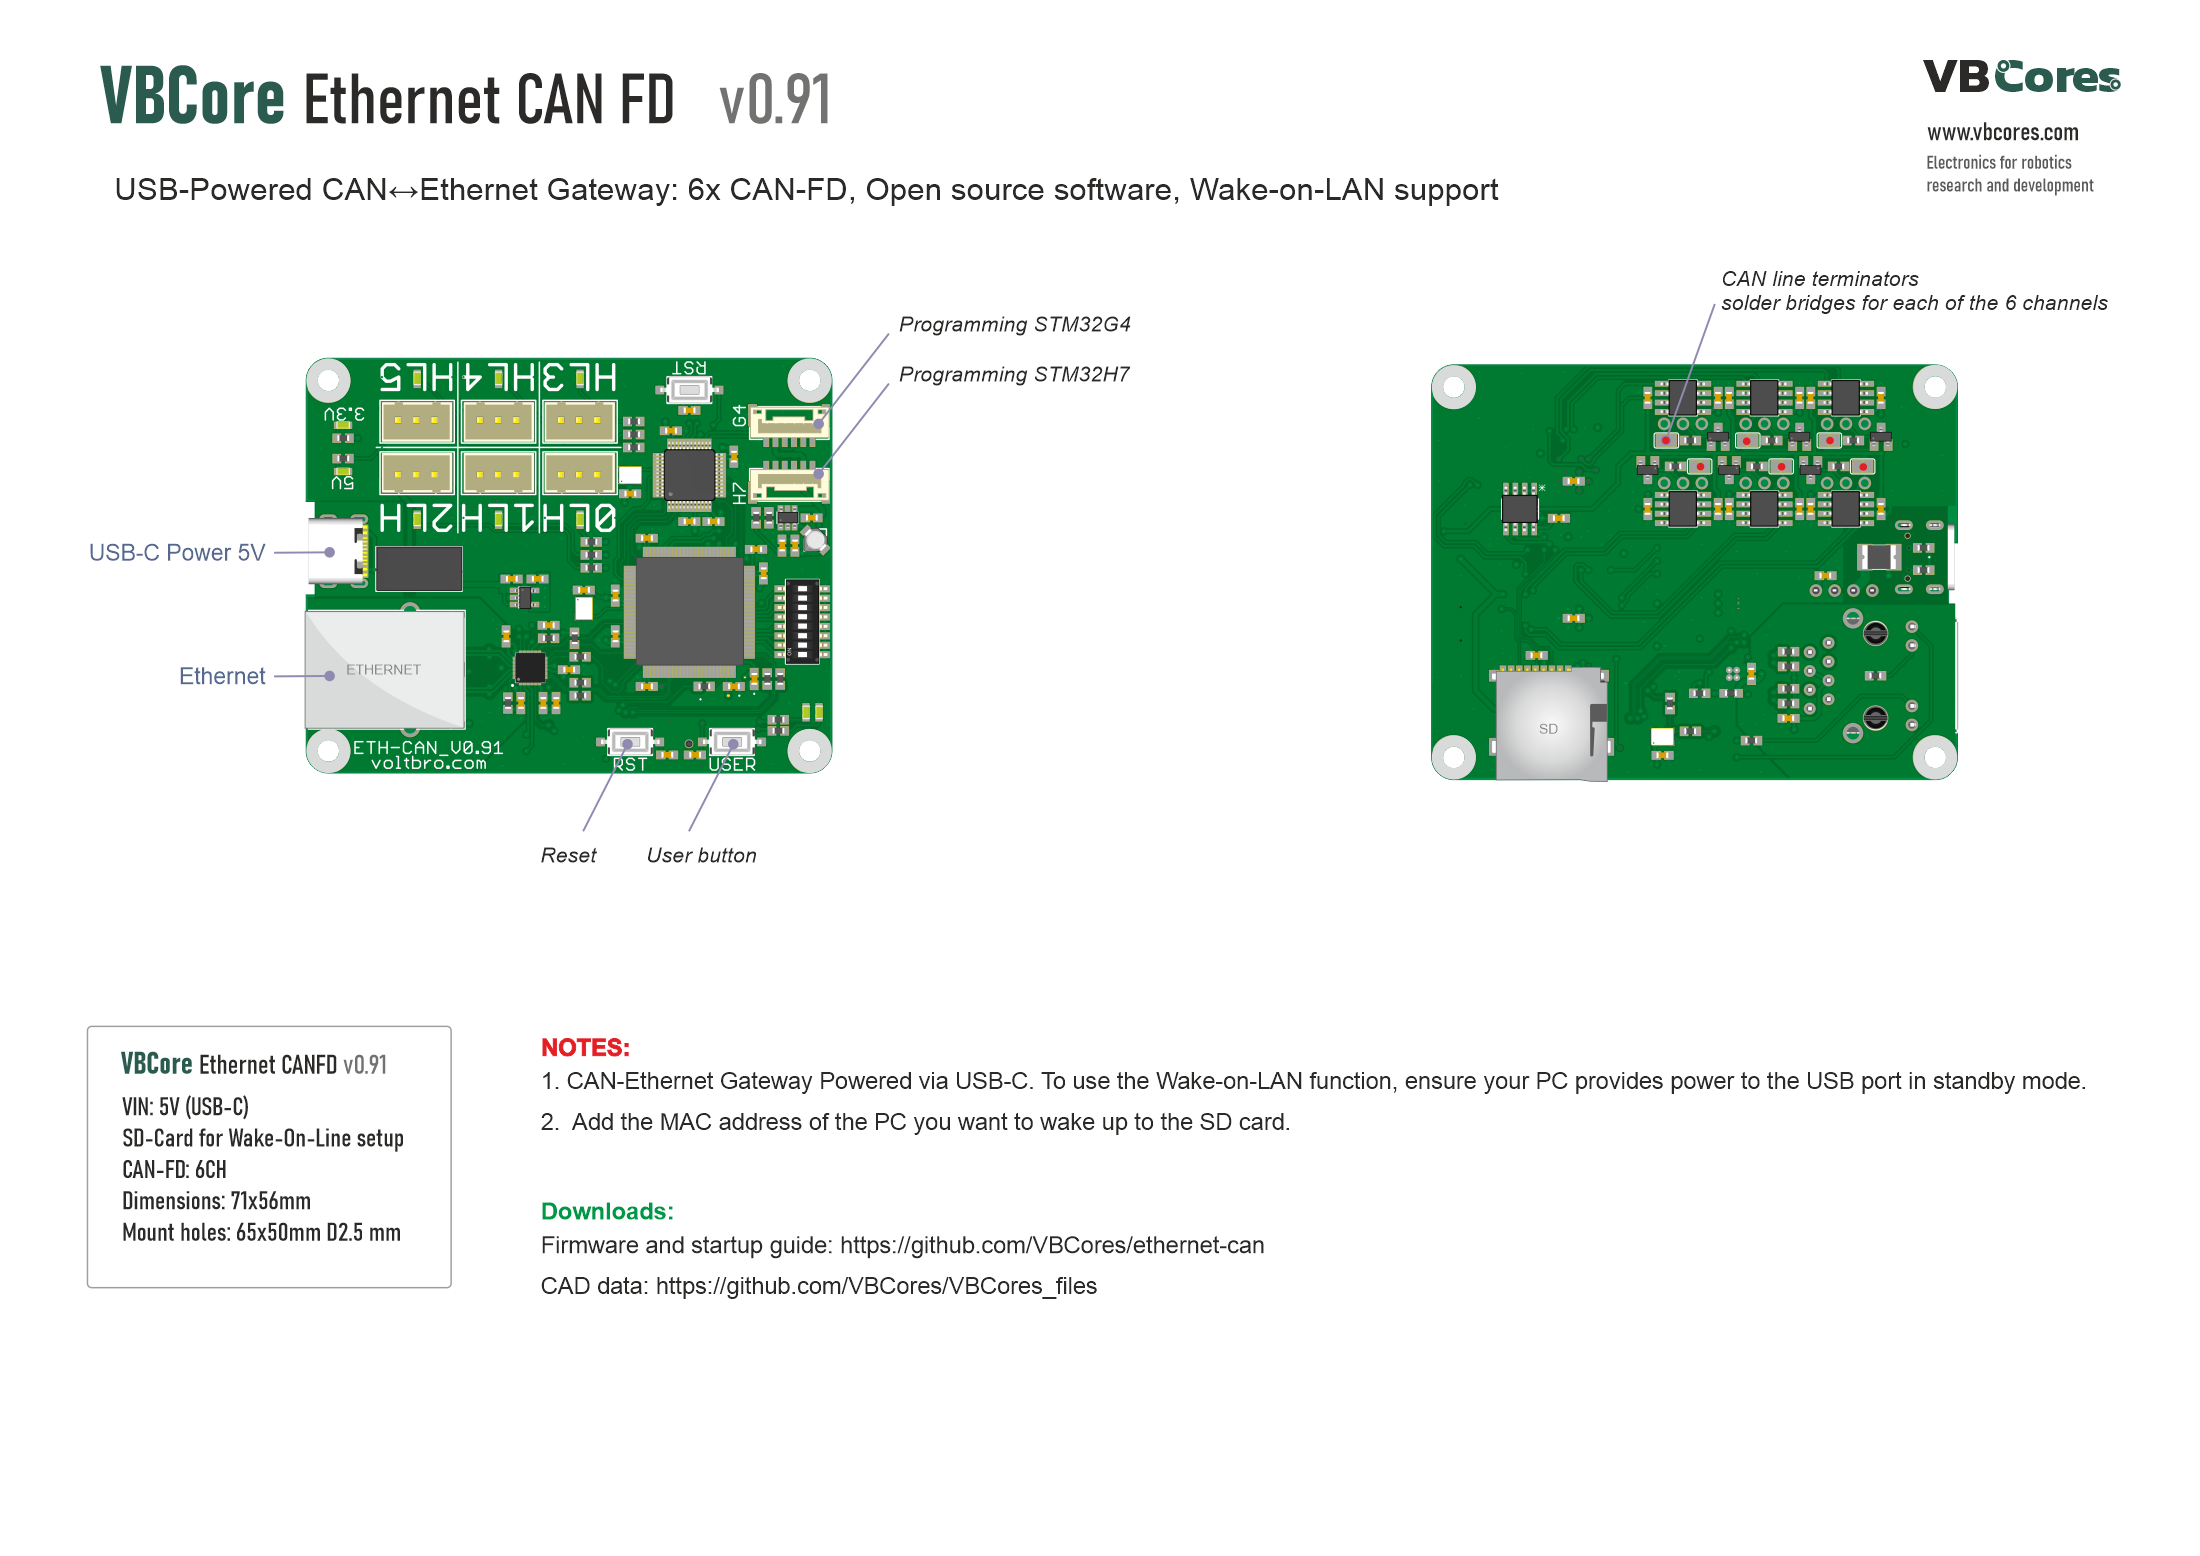 VBCore Ethernet CAN FD v0.91
VBCores
www.vbcores.com
Electronics for robotics
research and development
USB-Powered CAN↔Ethernet Gateway: 6x CAN-FD, Open source software, Wake-on-LAN support
CAN line terminators
solder bridges for each of the 6 channels
Programming STM32G4
Programming STM32H7
HL5 HL4 HL3
RST
3.3V
G4
5V
H7
H L2 H L1 H L0
USB-C Power 5V
Ethernet
ETHERNET
ON
ETH-CAN_V0.91
voltbro.com
RST
USER
SD
Reset
User button
VBCore Ethernet CANFD v0.91
VIN: 5V (USB-C)
SD-Card for Wake-On-Line setup
CAN-FD: 6CH
Dimensions: 71x56mm
Mount holes: 65x50mm D2.5 mm
NOTES:
1. CAN-Ethernet Gateway Powered via USB-C. To use the Wake-on-LAN function, ensure your PC provides power to the USB port in standby mode.
2. Add the MAC address of the PC you want to wake up to the SD card.
Downloads:
Firmware and startup guide: https://github.com/VBCores/ethernet-can
CAD data: https://github.com/VBCores/VBCores_files